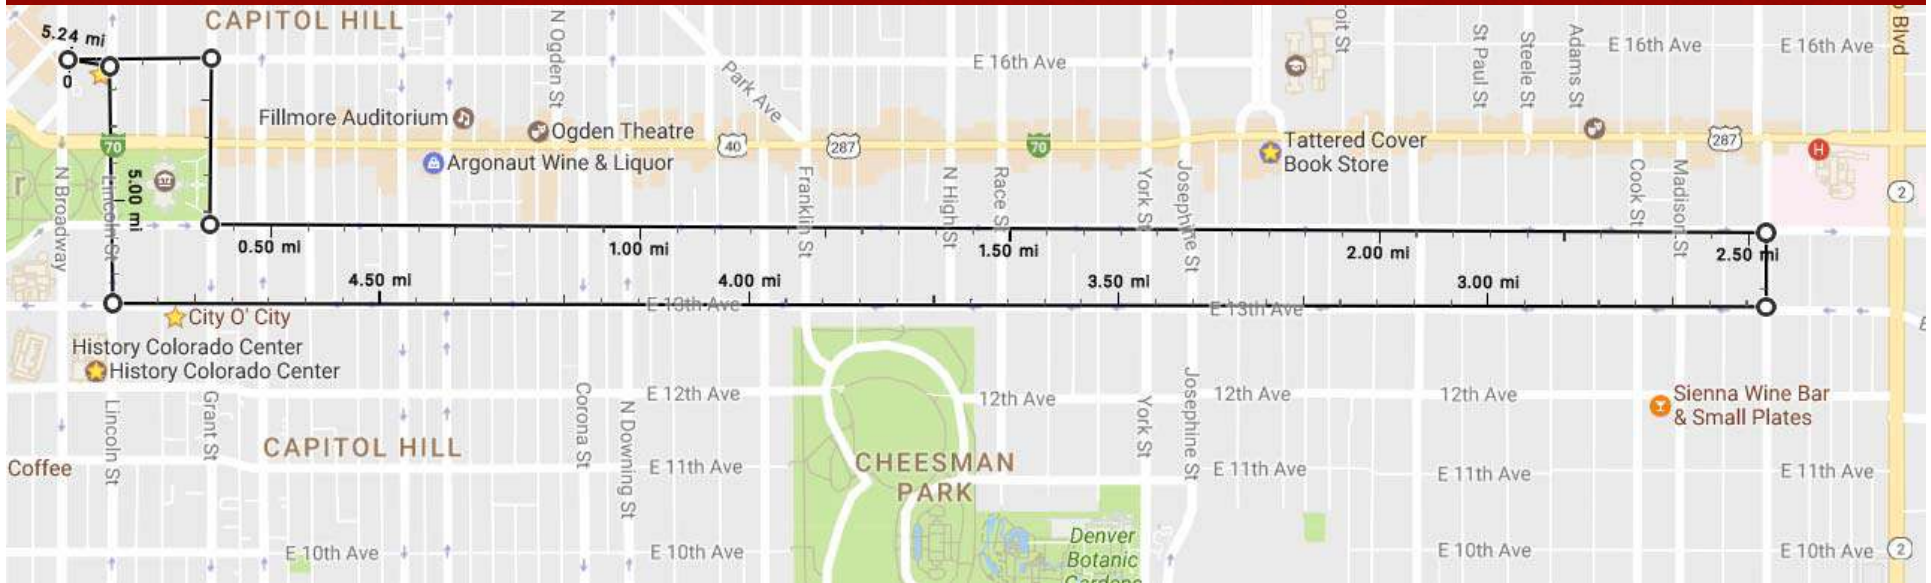 CAPITOL HILL
5.24 mi
0
N Ogden St
Park Ave
E 16th Ave
oit St
St Paul St
Steele St
Adams St
E 16th Ave
E 16th Ave
Blvd
Fillmore Auditorium
Ogden Theatre
Argonaut Wine & Liquor
70
40
287
70
Tattered Cover
Book Store
287
H
2
N Broadway
Lincoln St
5.00 mi
Franklin St
N High St
Race S
York St
Josephine St
Cook St
Madison St
0.50 mi
1.00 mi
1.50 mi
2.00 mi
2.50 mi
4.50 mi
4.00 mi
3.50 mi
3.00 mi
E 13th Ave
E 13th Ave
City O' City
History Colorado Center
History Colorado Center
Lincoln St
Grant St
Corona St
N Downing St
E 12th Ave
12th Ave
York St
Josephine St
12th Ave
12th Ave
Sienna Wine Bar
& Small Plates
Coffee
CAPITOL HILL
E 11th Ave
CHEESMAN
PARK
E 11th Ave
E 11th Ave
E 11th Ave
E 10th Ave
E 10th Ave
Denver
Botanic
Gardens
E 10th Ave
E 10th Ave
2